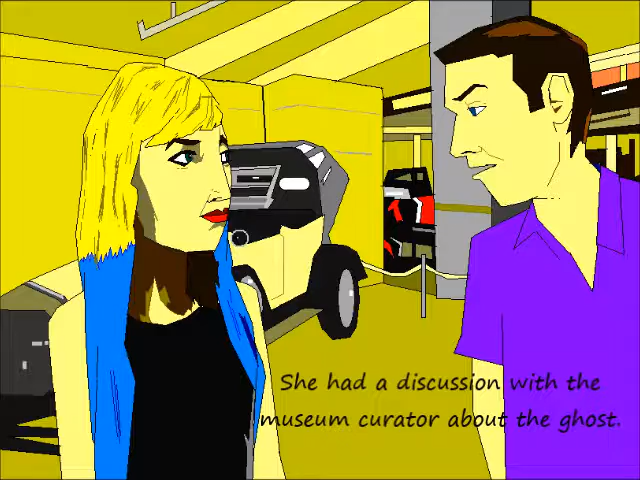 She had a discussion with the
museum curator about the ghost.